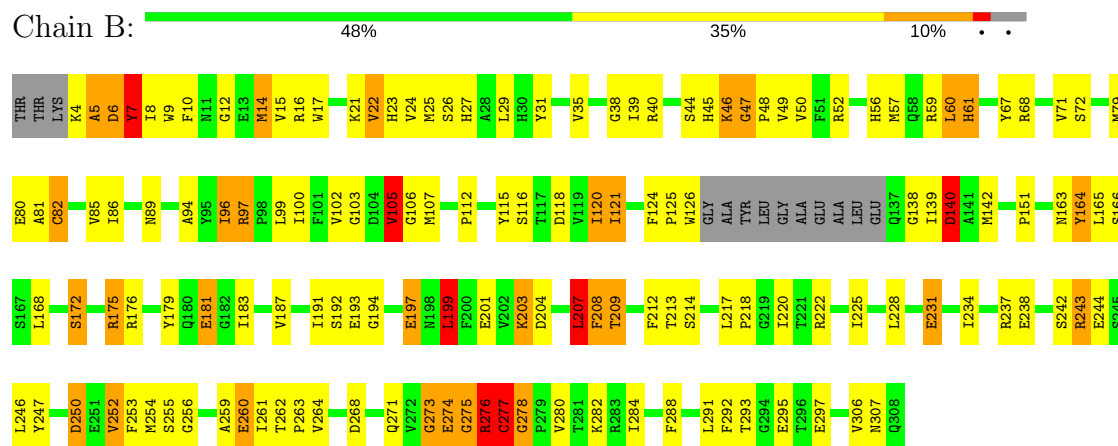 Chain B:
48% 35% 10% • •
THR THR LYS K4 A5 D6 Y7 I8 W9 F10 N11 G12 E13 M14 V15 R16 W17 K21 V22 H23 V24 M25 S26 H27 A28 L29 H30 Y31 V35 G38 I39 R40 S44 H45 K46 G47 P48 V49 V50 F51 R52 H56 M57 Q58 R59 L60 H61 Y67 R68 V71 S72
E80 A81 C82 V85 I86 N89 A94 Y95 I96 R97 P98 L99 I100 F101 V102 G103 D104 V105 G106 M107 P112 Y115 S116 T117 D118 V119 I120 I121 F124 P125 W126 GLY ALA TYR LEU GLY ALA GLU ALA LEU GLU Q137 G138 I139 D140 A141 M142 P151 N163 Y164 L165 S166
S167 L168 S172 R175 R176 Y179 Q180 E181 G182 I183 V187 I191 S192 E193 G194 E197 N198 L199 F200 E201 V202 K203 D204 L207 F208 T209 F212 T213 S214 L217 P218 G219 I220 T221 R222 I225 L228 E231 I234 R237 E238 S242 R243 E244 S245
L246 Y247 D250 E251 V252 F253 M254 S255 G256 A259 E260 I261 T262 P263 V264 D268 Q271 V272 G273 E274 G275 R276 C277 G278 P279 V280 T281 K282 R283 I284 F288 L291 F292 T293 G294 E295 T296 E297 V306 N307 Q308